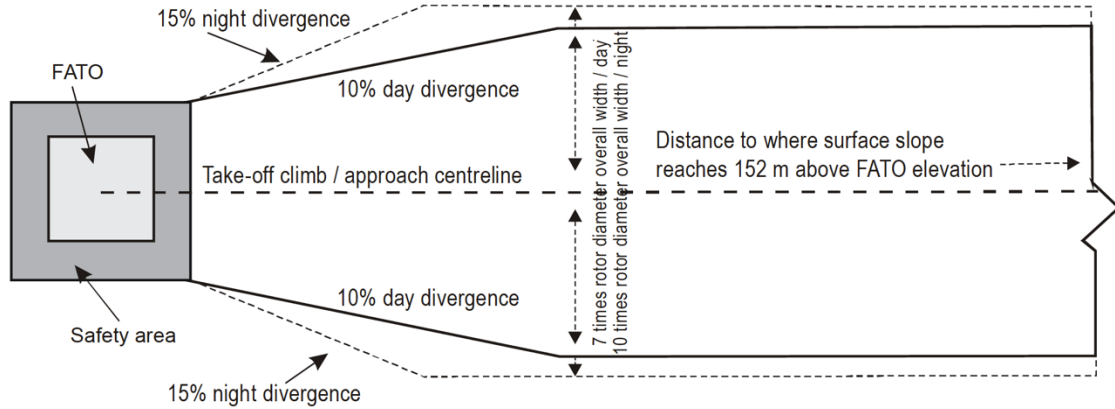 15% night divergence
FATO
10% day divergence
7 times rotor diameter overall width / day
10 times rotor diameter overall width / night
Distance to where surface slope
reaches 152 m above FATO elevation
Take-off climb / approach centreline
10% day divergence
Safety area
15% night divergence